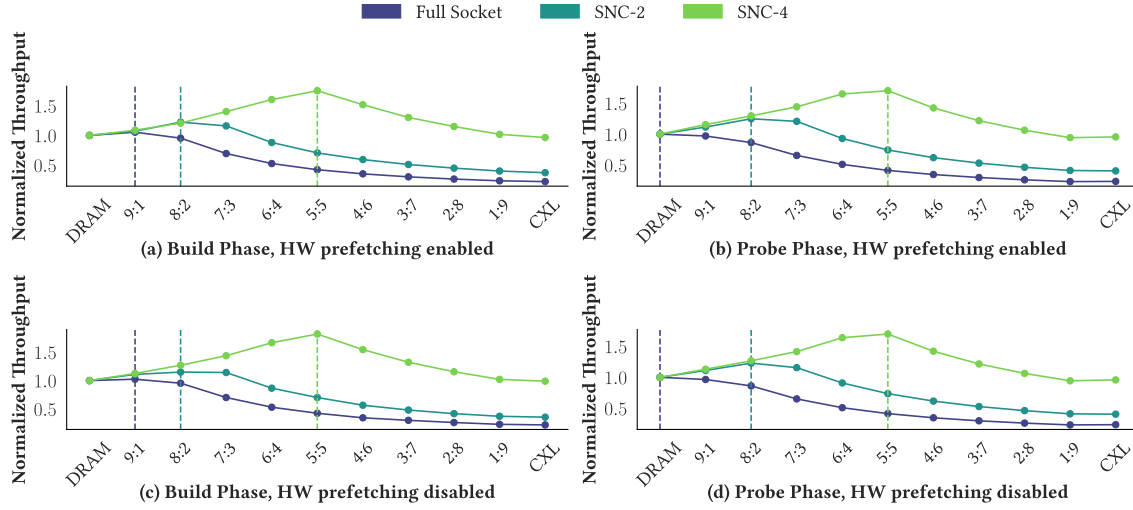 Full Socket SNC-2 SNC-4
Normalized Throughput
1.5
1.0
0.5
DRAM 9:1 8:2 7:3 6:4 5:5 4:6 3:7 2:8 1:9 CXL
(a) Build Phase, HW prefetching enabled
Normalized Throughput
1.5
1.0
0.5
DRAM 9:1 8:2 7:3 6:4 5:5 4:6 3:7 2:8 1:9 CXL
(b) Probe Phase, HW prefetching enabled
Normalized Throughput
1.5
1.0
0.5
DRAM 9:1 8:2 7:3 6:4 5:5 4:6 3:7 2:8 1:9 CXL
(c) Build Phase, HW prefetching disabled
Normalized Throughput
1.5
1.0
0.5
DRAM 9:1 8:2 7:3 6:4 5:5 4:6 3:7 2:8 1:9 CXL
(d) Probe Phase, HW prefetching disabled